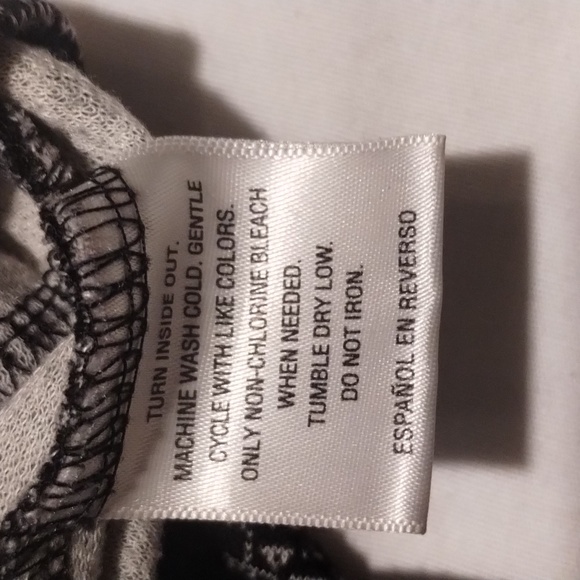 TURN INSIDE OUT.
MACHINE WASH COLD, GENTLE
CYCLE WITH LIKE COLORS.
ONLY NON-CHLORINE BLEACH
WHEN NEEDED.
TUMBLE DRY LOW.
DO NOT IRON.
ESPAÑOL EN REVERSO